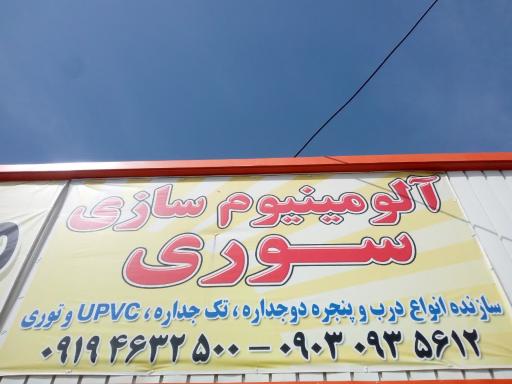 آلومینیوم سازی
سوری
سازنده انواع درب و پنجره دوجداره ، تک جداره ، UPVC و توری
۰۹۱۹ ۴۶۳۲ ۵۰۰ - ۰۹۰۳ ۰۹۳ ۵۶۱۲